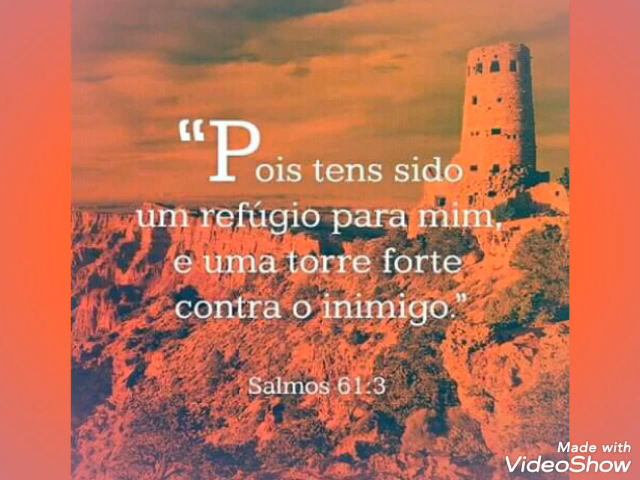 “Pois tens sido
um refúgio para mim,
e uma torre forte
contra o inimigo.”
Salmos 61:3
Made with
VideoShow